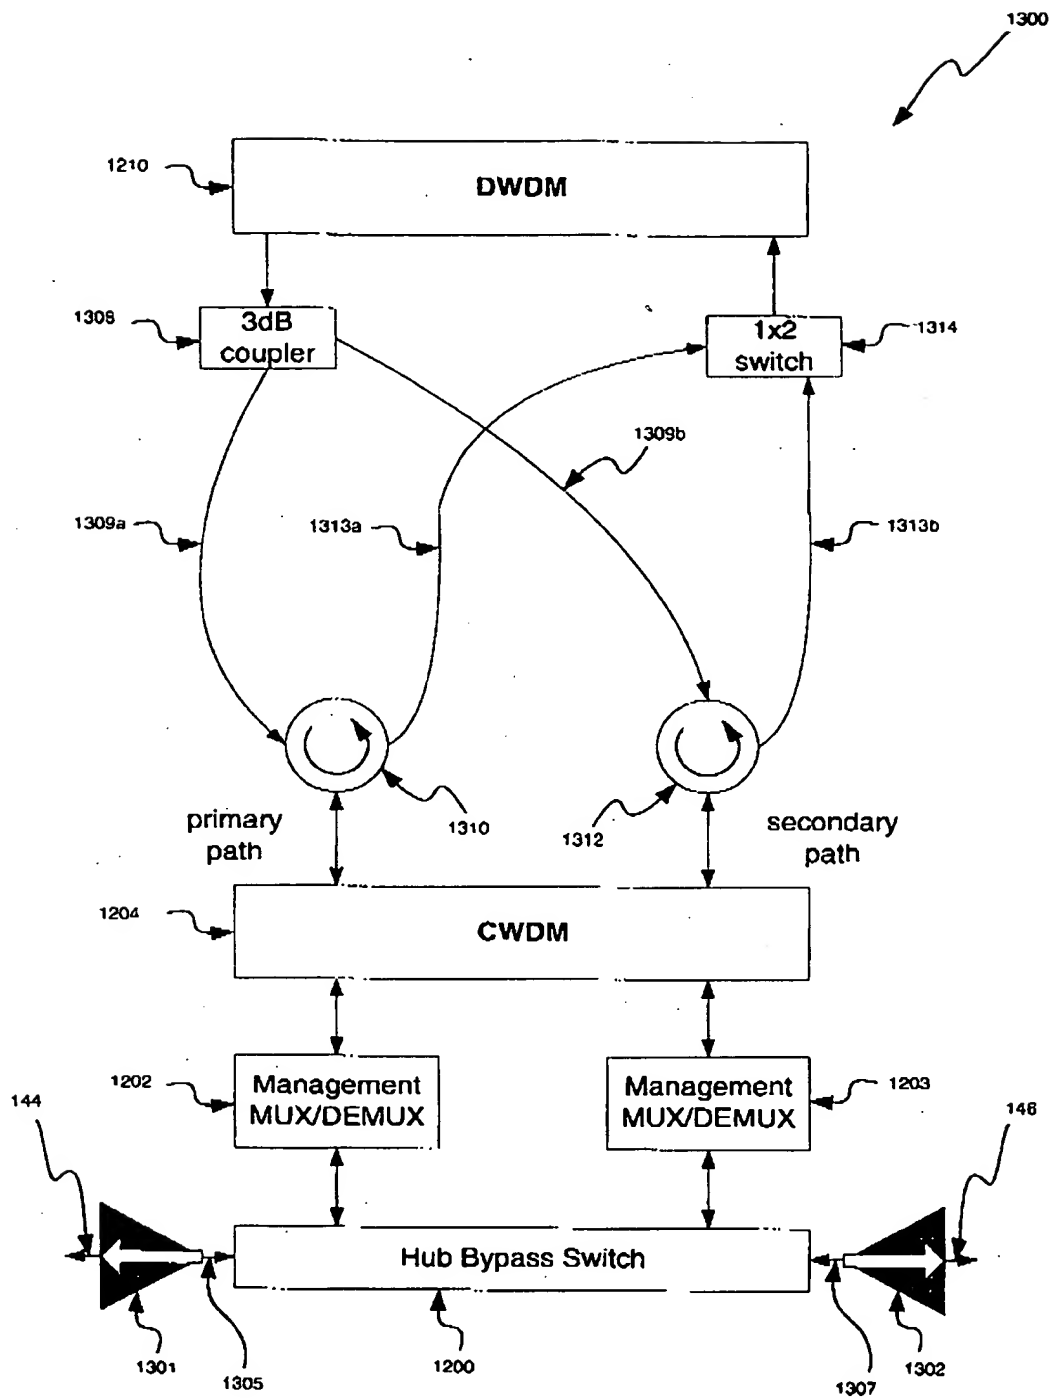 1300
1210
DWDM
1308
3dB
coupler
1x2
switch
1314
1309b
1309a
1313a
1313b
1310
1312
primary
path
secondary
path
1204
CWDM
1202
Management
MUX/DEMUX
Management
MUX/DEMUX
1203
144
146
Hub Bypass Switch
1301
1305
1200
1307
1302